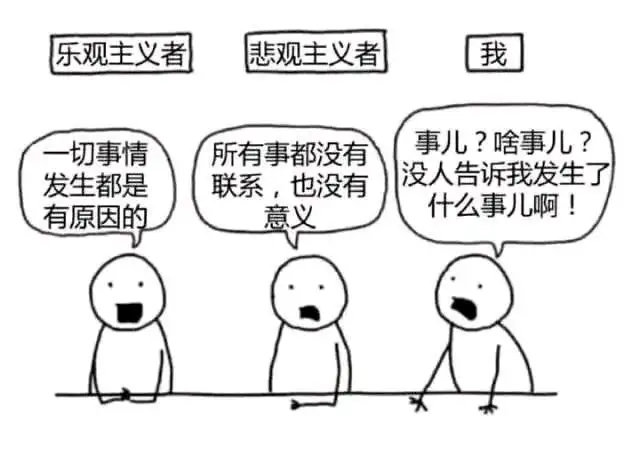 乐观主义者
悲观主义者
我
一切事情
发生都是
有原因的
所有事都没有
联系，也没有
意义
事儿？啥事儿？
没人告诉我发生了
什么事儿啊！